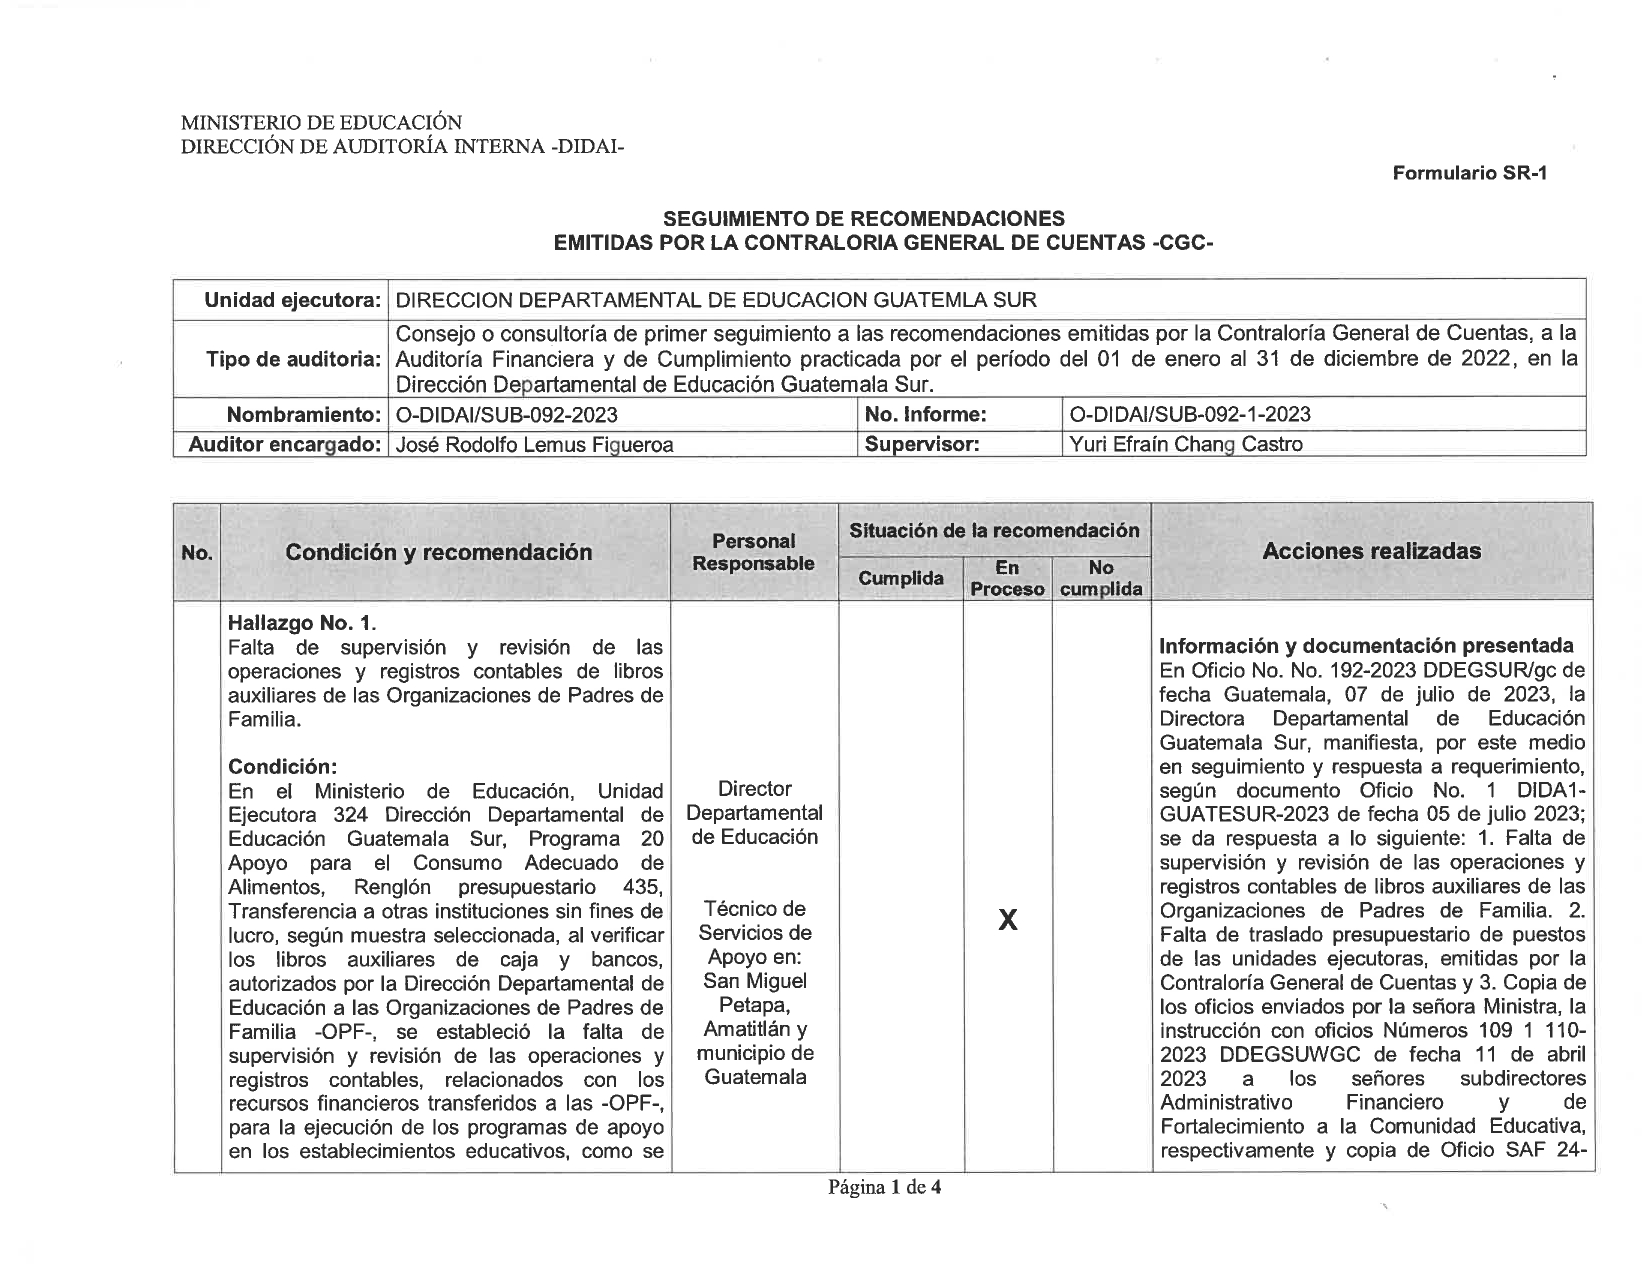 MINISTERIO DE EDUCACIÓN
DIRECCIÓN DE AUDITORÍA INTERNA -DIDAI-
Formulario SR-1
SEGUIMIENTO DE RECOMENDACIONES
EMITIDAS POR LA CONTRALORIA GENERAL DE CUENTAS -CGC-
Unidad ejecutora: DIRECCION DEPARTAMENTAL DE EDUCACION GUATEMLA SUR
Tipo de auditoria:
Consejo o consultoría de primer seguimiento a las recomendaciones emitidas por la Contraloría General de Cuentas, a la
Auditoría Financiera y de Cumplimiento practicada por el período del 01 de enero al 31 de diciembre de 2022, en la
Dirección Departamental de Educación Guatemala Sur.
Nombramiento: O-DIDAI/SUB-092-2023 No. Informe: O-DIDAI/SUB-092-1-2023
Auditor encargado: José Rodolfo Lemus Figueroa Supervisor: Yuri Efraín Chang Castro
No.
Condición y recomendación
Personal
Responsable
Situación de la recomendación
Cumplida
En
Proceso
No
cumplida
Acciones realizadas
Hallazgo No. 1.
Falta de supervisión y revisión de las
operaciones y registros contables de libros
auxiliares de las Organizaciones de Padres de
Familia.
Condición:
En el Ministerio de Educación, Unidad
Ejecutora 324 Dirección Departamental de
Educación Guatemala Sur, Programa 20
Apoyo para el Consumo Adecuado de
Alimentos, Renglón presupuestario 435,
Transferencia a otras instituciones sin fines de
lucro, según muestra seleccionada, al verificar
los libros auxiliares de caja y bancos,
autorizados por la Dirección Departamental de
Educación a las Organizaciones de Padres de
Familia -OPF-, se estableció la falta de
supervisión y revisión de las operaciones y
registros contables, relacionados con los
recursos financieros transferidos a las -OPF-,
para la ejecución de los programas de apoyo
en los establecimientos educativos, como se
Director
Departamental
de Educación
Técnico de
Servicios de
Apoyo en:
San Miguel
Petapa,
Amatitlán y
municipio de
Guatemala
X
Información y documentación presentada
En Oficio No. No. 192-2023 DDEGSUR/gc de
fecha Guatemala, 07 de julio de 2023, la
Directora Departamental de Educación
Guatemala Sur, manifiesta, por este medio
en seguimiento y respuesta a requerimiento,
según documento Oficio No. 1 DIDA1-
GUATESUR-2023 de fecha 05 de julio 2023;
se da respuesta a lo siguiente: 1. Falta de
supervisión y revisión de las operaciones y
registros contables de libros auxiliares de las
Organizaciones de Padres de Familia. 2.
Falta de traslado presupuestario de puestos
de las unidades ejecutoras, emitidas por la
Contraloría General de Cuentas y 3. Copia de
los oficios enviados por la señora Ministra, la
instrucción con oficios Números 109 1 110-
2023 DDEGSUWGC de fecha 11 de abril
2023 a los señores subdirectores
Administrativo Financiero y de
Fortalecimiento a la Comunidad Educativa,
respectivamente y copia de Oficio SAF 24-
Página 1 de 4